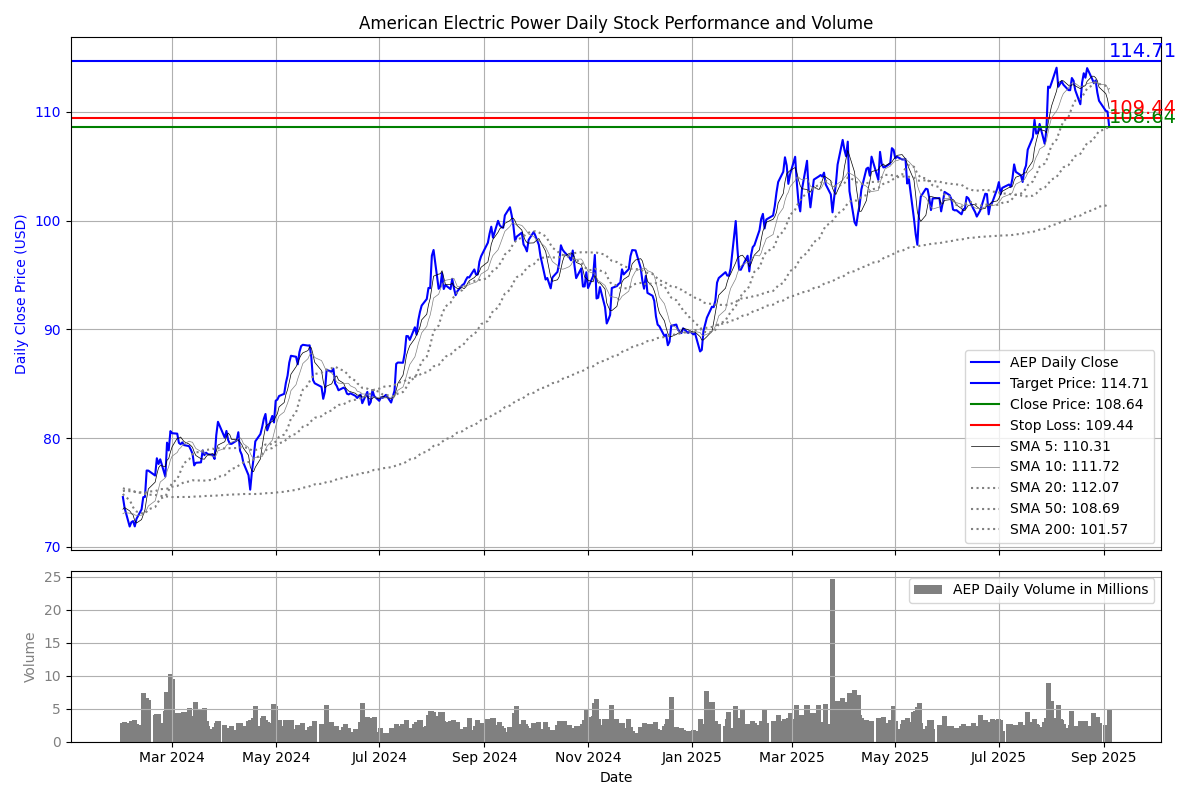 American Electric Power Daily Stock Performance and Volume
114.71
109.44
108.64
110
100
90
80
70
Daily Close Price (USD)
AEP Daily Close
Target Price: 114.71
Close Price: 108.64
Stop Loss: 109.44
SMA 5: 110.31
SMA 10: 111.72
SMA 20: 112.07
SMA 50: 108.69
SMA 200: 101.57
25
20
15
10
5
0
Volume
AEP Daily Volume in Millions
Mar 2024 May 2024 Jul 2024 Sep 2024 Nov 2024 Jan 2025 Mar 2025 May 2025 Jul 2025 Sep 2025
Date